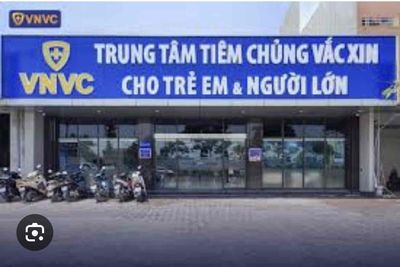 VNVC
TRUNG TÂM TIÊM CHỦNG VẮC XIN
VNVC
CHO TRẺ EM & NGƯỜI LỚN